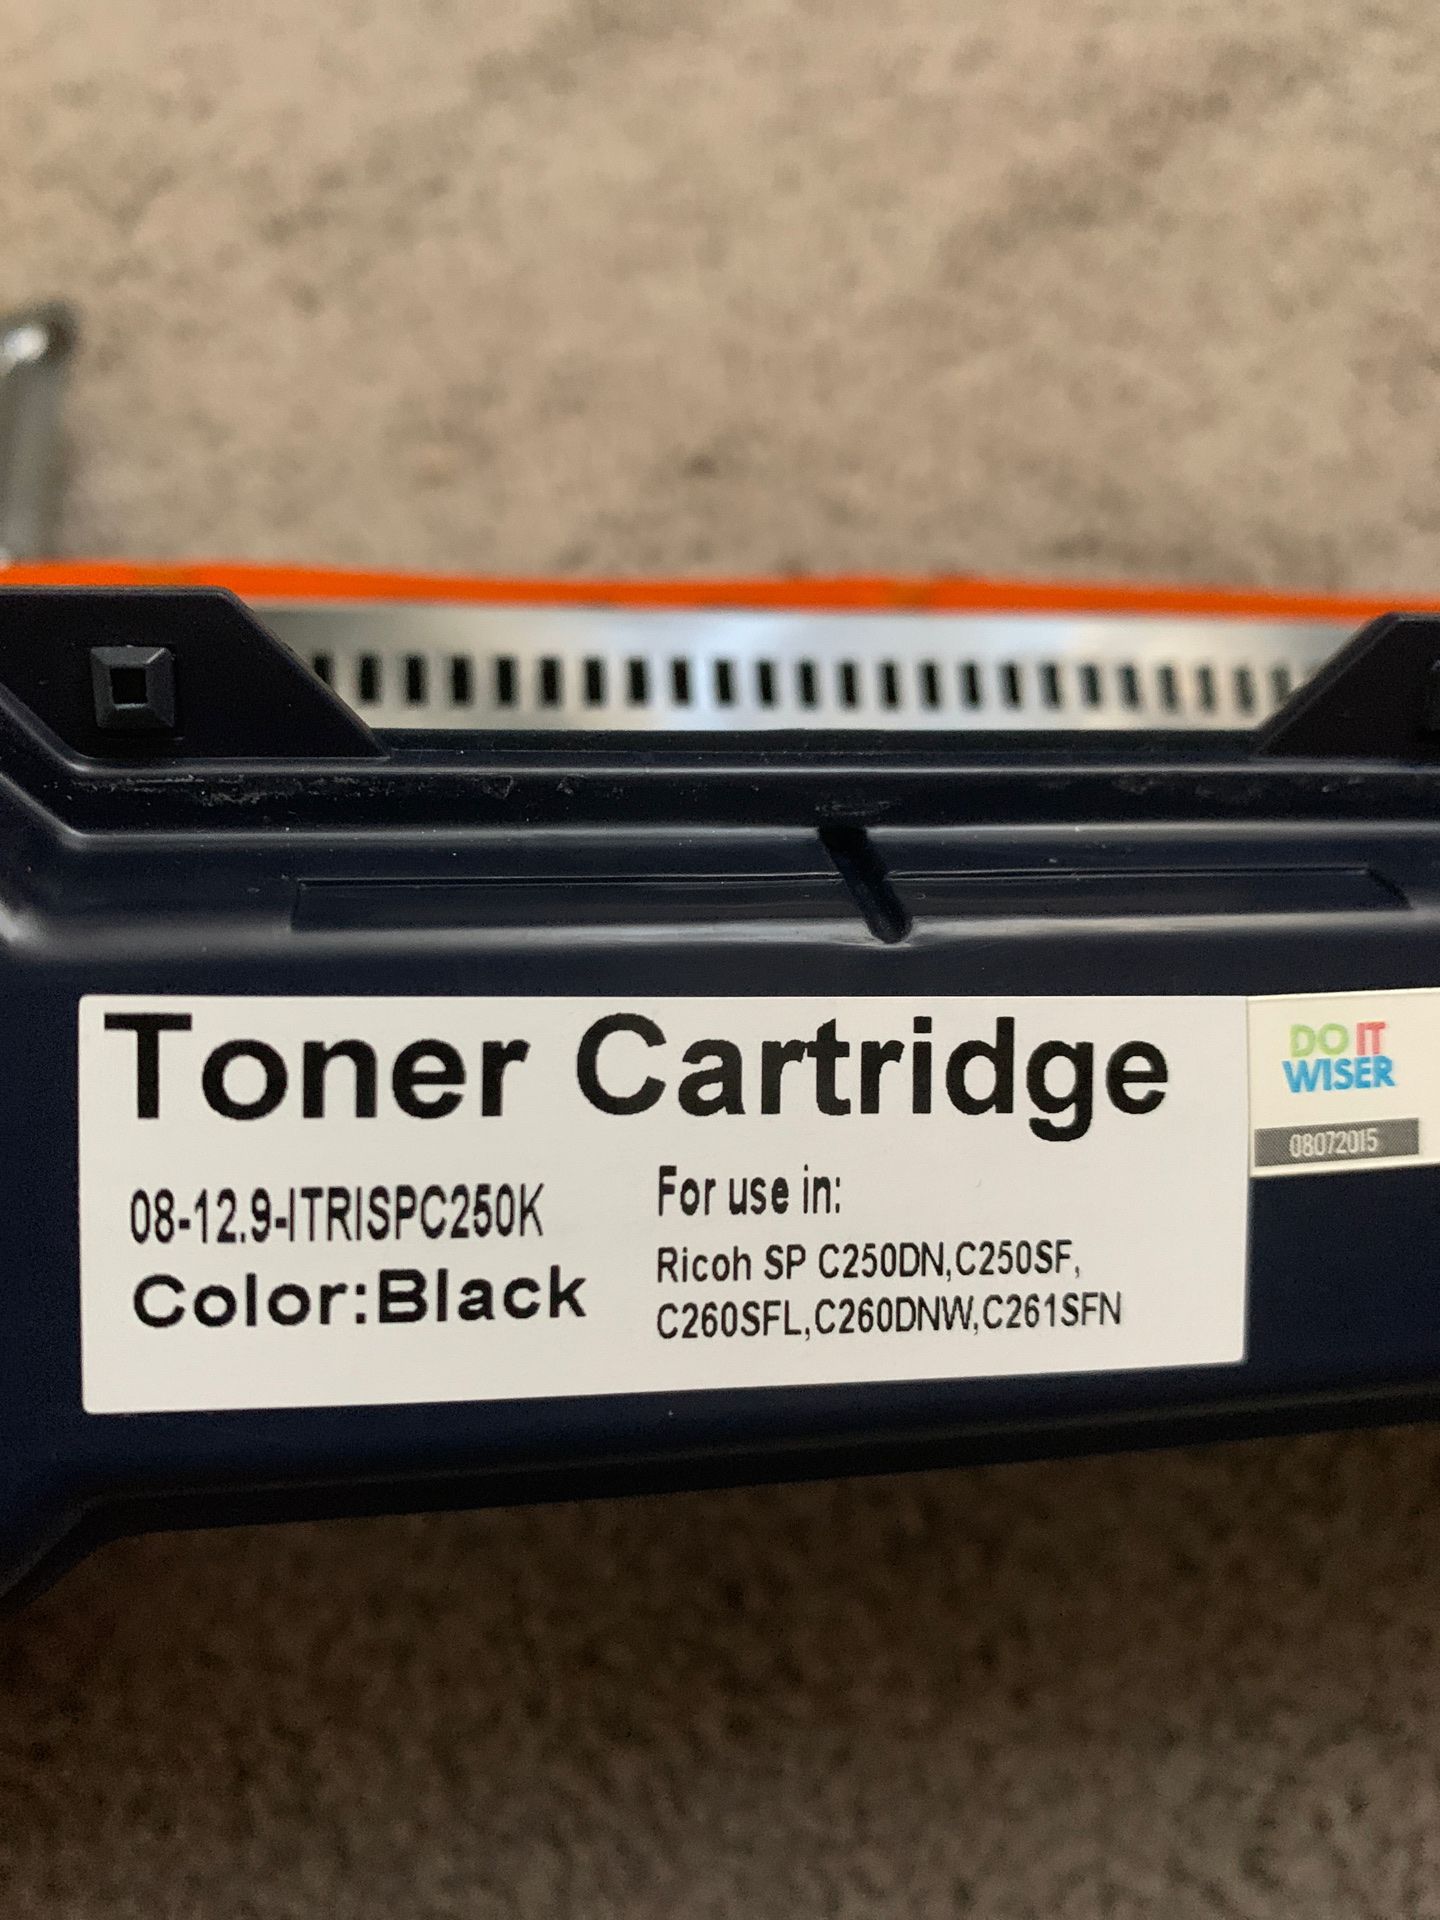 Toner Cartridge
08-12.9-ITRISPC250K
Color:Black
For use in:
Ricoh SP C250DN,C250SF,
C260SFL,C260DNW,C261SFN
DO IT
WISER
08072015